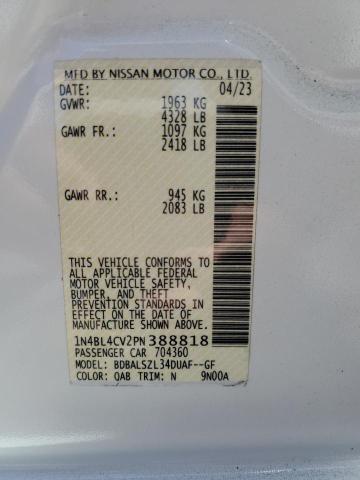 MFD BY NISSAN MOTOR CO., LTD.
DATE: 04/23
GVWR: 1963 KG
4328 LB
GAWR FR.: 1097 KG
2418 LB
GAWR RR.: 945 KG
2083 LB
THIS VEHICLE CONFORMS TO
ALL APPLICABLE FEDERAL
MOTOR VEHICLE SAFETY,
BUMPER, AND THEFT
PREVENTION STANDARDS IN
EFFECT ON THE DATE OF
MANUFACTURE SHOWN ABOVE.
1N4BL4CV2PN388818
PASSENGER CAR 704360
MODEL: BDBALSZL34DUAF--GF
COLOR: QAB TRIM: N 9N00A